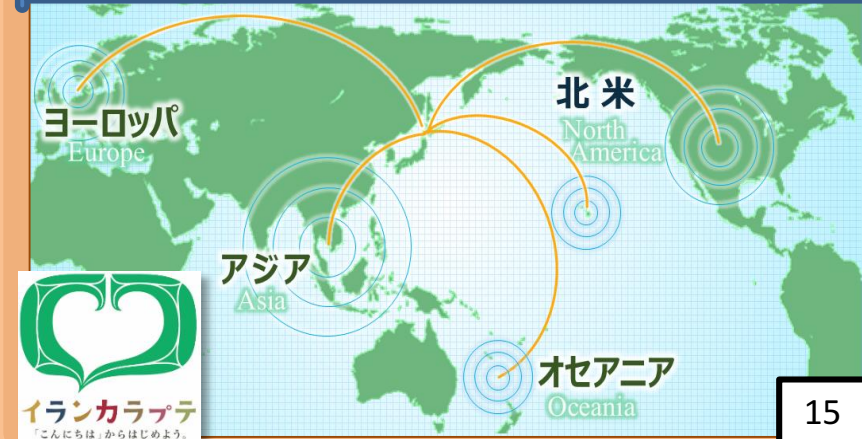 ヨーロッパ
Europe
北米
North
America
アジア
Asia
オセアニア
Oceania
イランカラㇷ゚テ
「こんにちは」からはじめよう。
15